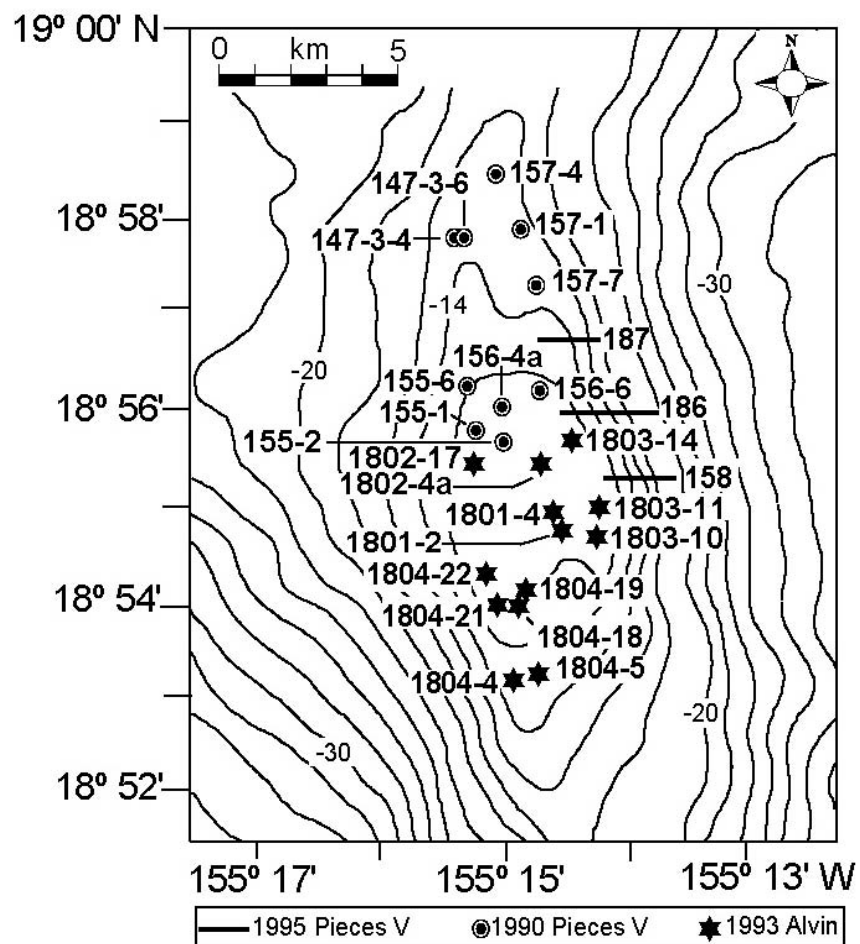 19º 00' N
0 km 5
N
147-3-6
157-4
147-3-4
157-1
157-7
-30
-14
187
156-4a
-20
155-6
156-6
18º 58'
18º 56'
155-1
186
155-2
1803-14
1802-17
1802-4a
158
1801-4
1803-11
1801-2
1803-10
1804-22
1804-19
18º 54'
1804-21
1804-18
1804-5
1804-4
-20
-30
18º 52'
155º 17' 155º 15' 155º 13' W
1995 Pieces V 1990 Pieces V 1993 Alvin